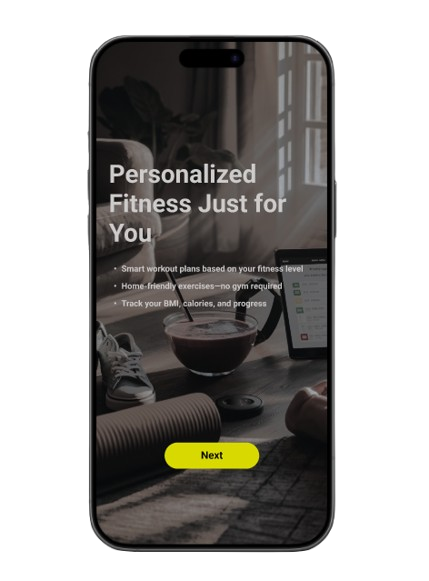 Personalized
Fitness Just for
You
• Smart workout plans based on your fitness level
• Home-friendly exercises—no gym required
• Track your BMI, calories, and progress
Next